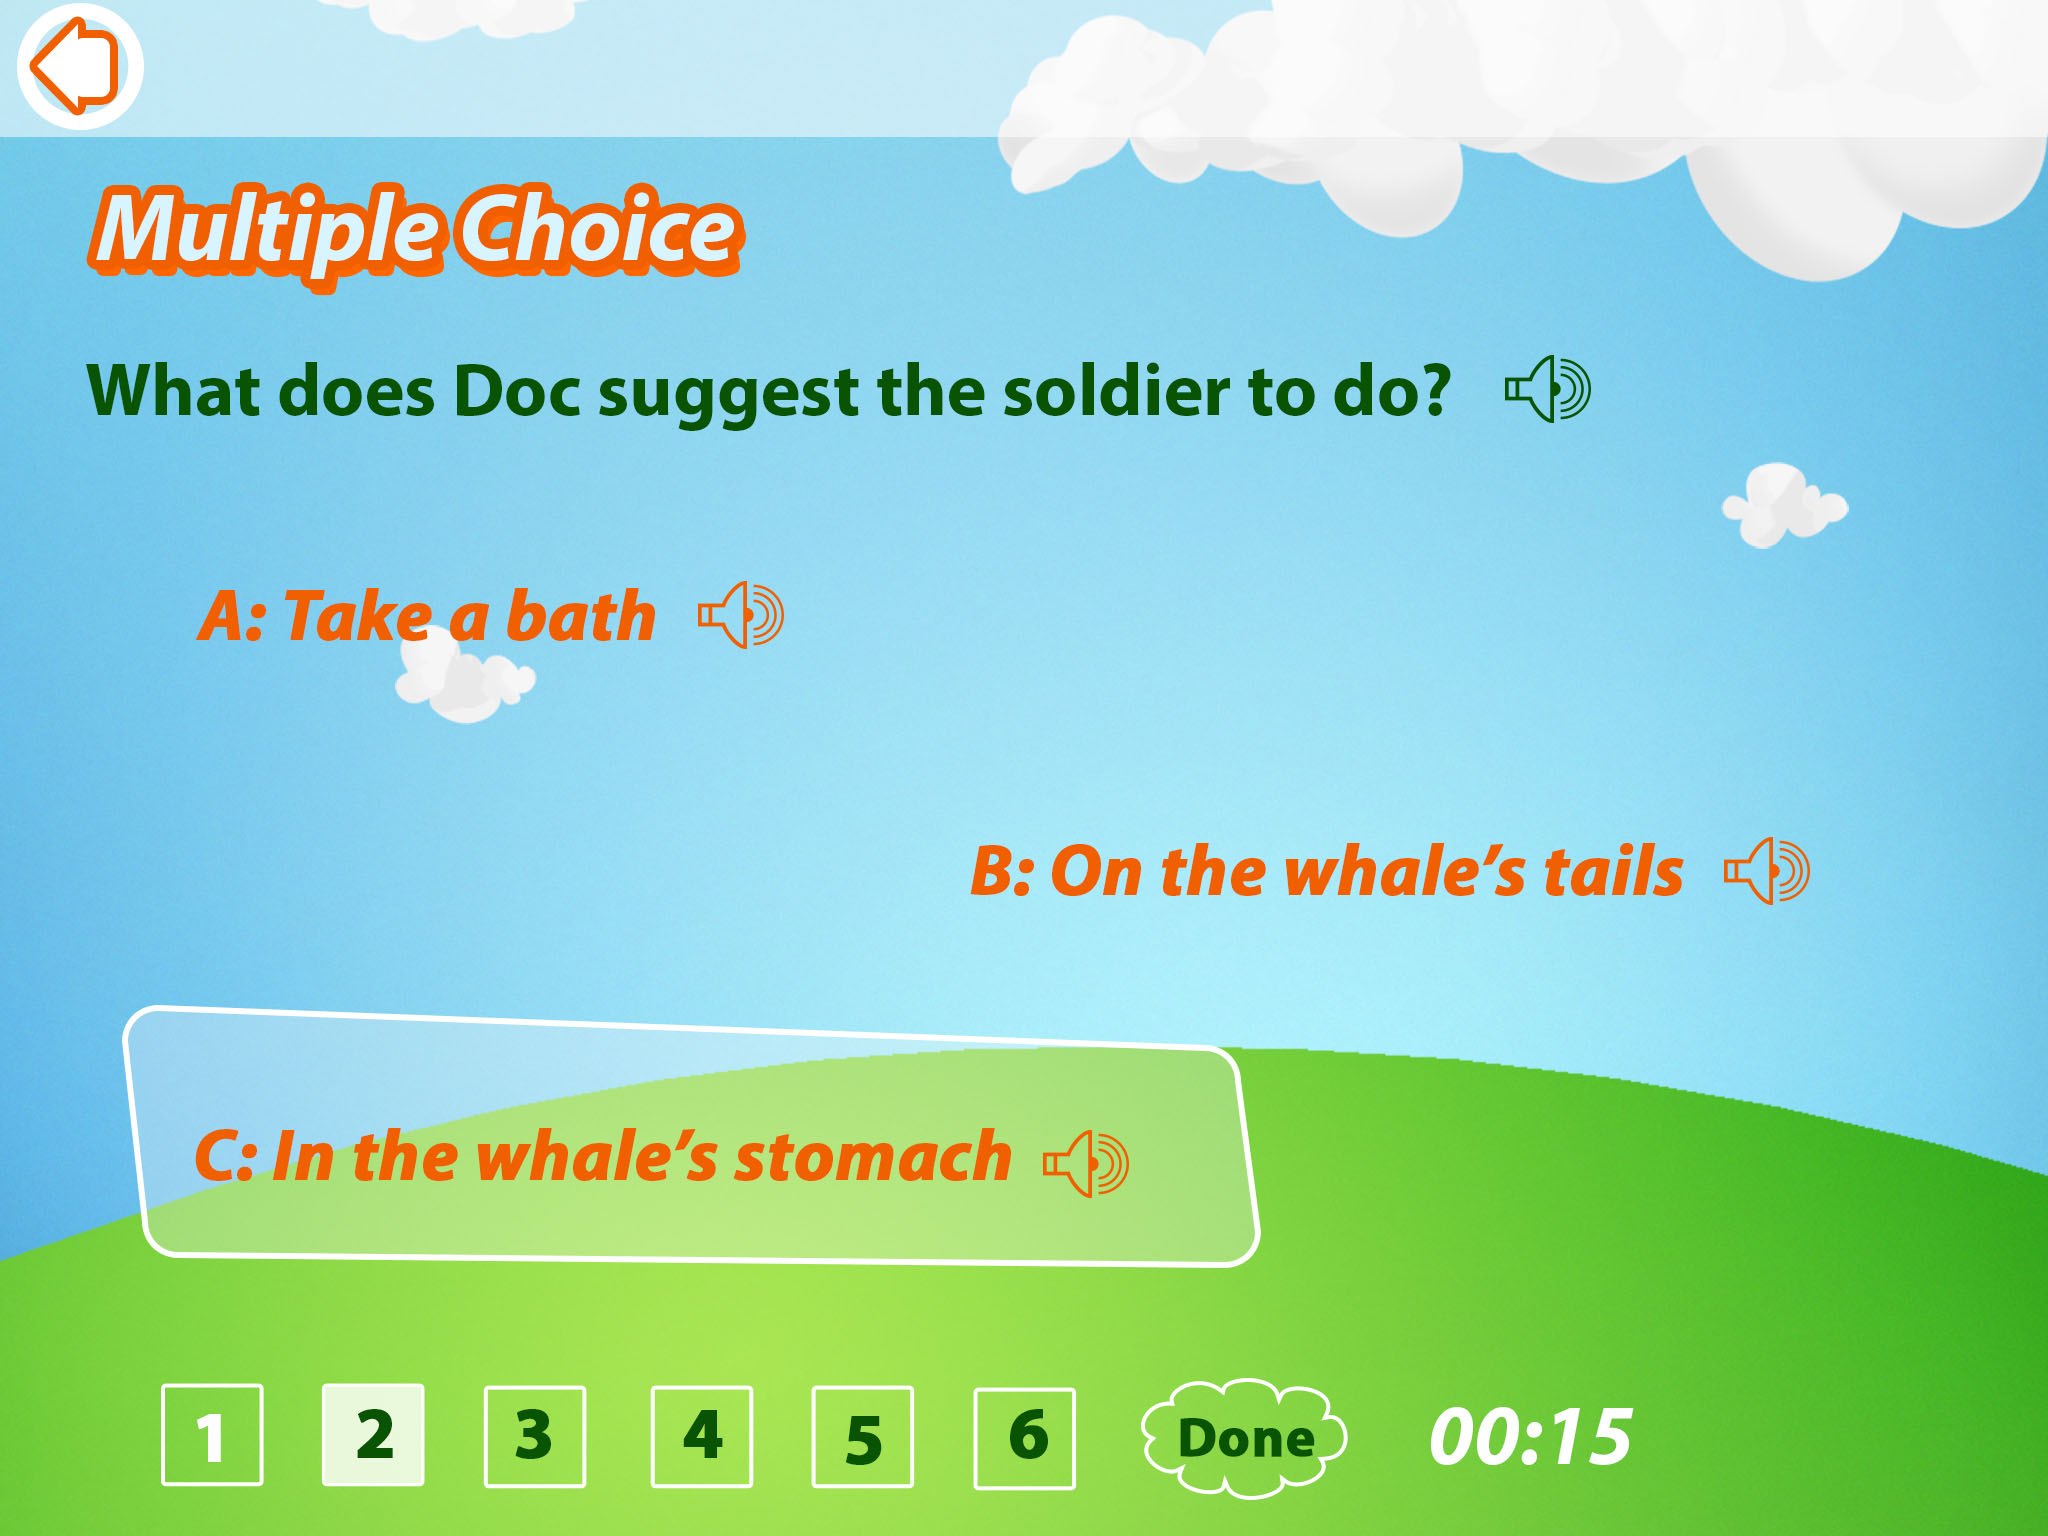 Multiple Choice
What does Doc suggest the soldier to do?
A: Take a bath
B: On the whale’s tails
C: In the whale’s stomach
1 2 3 4 5 6 Done 00:15